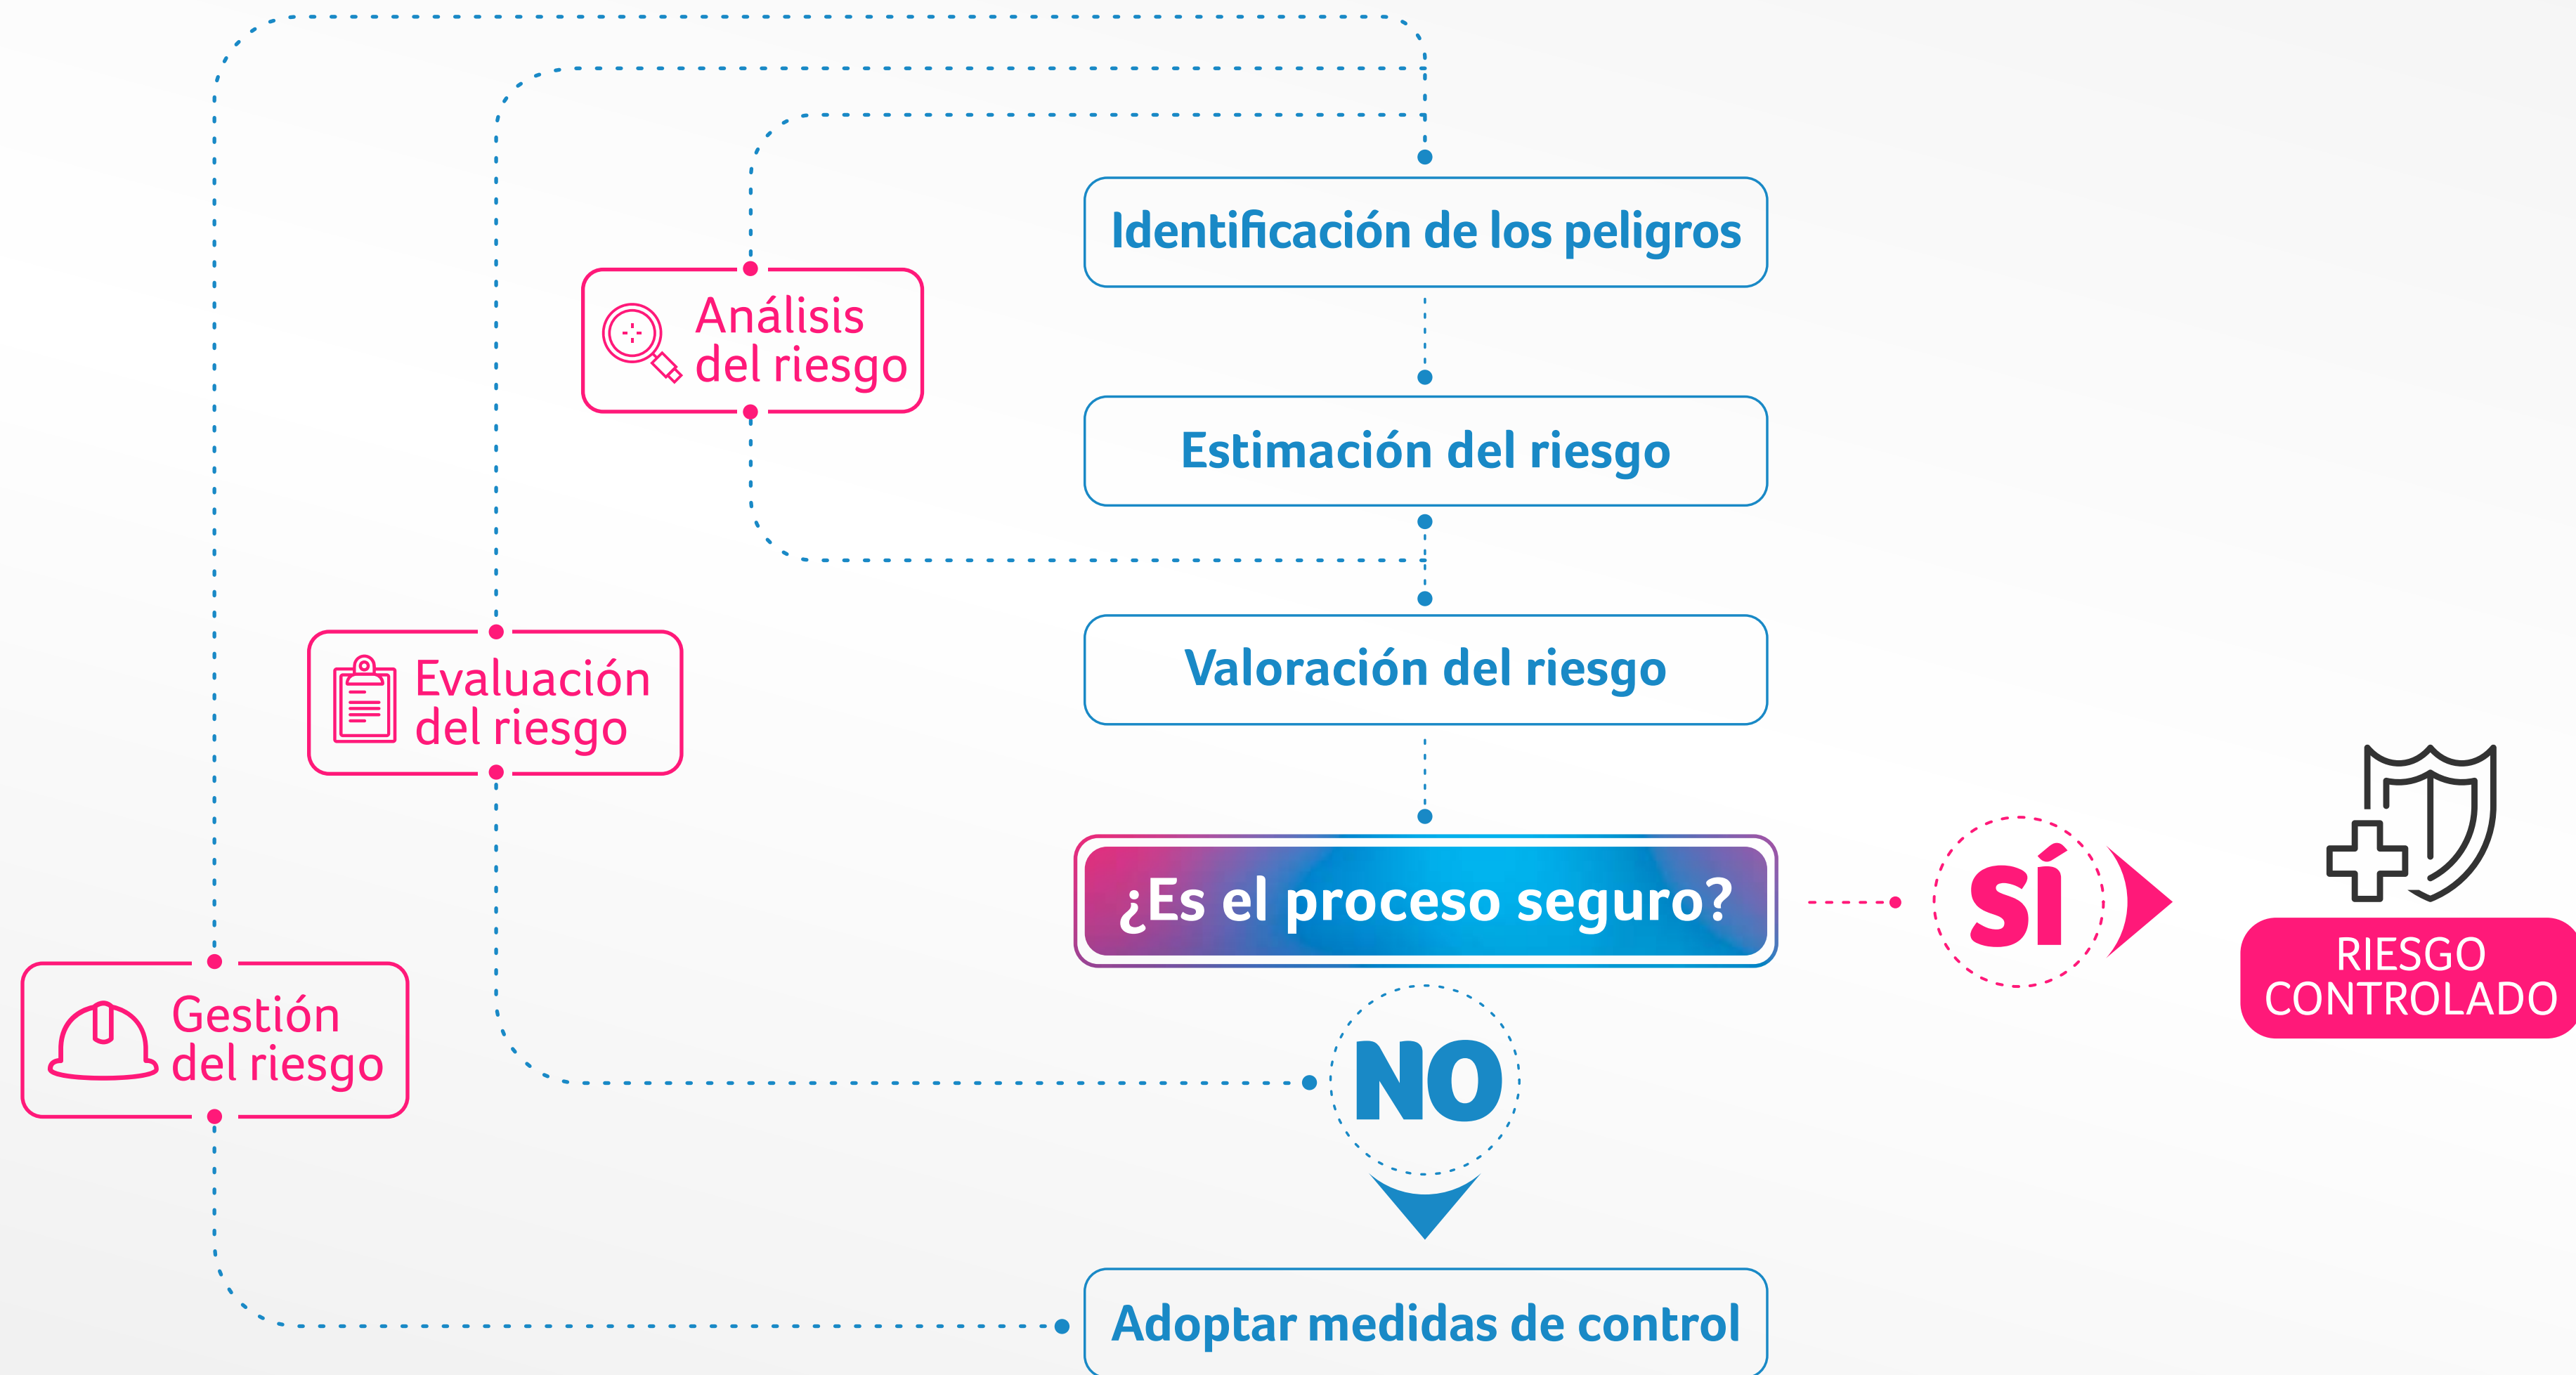 Identificación de los peligros
Análisis
del riesgo
Estimación del riesgo
Evaluación
del riesgo
Valoración del riesgo
¿Es el proceso seguro?
SÍ
RIESGO
CONTROLADO
Gestión
del riesgo
NO
Adoptar medidas de control